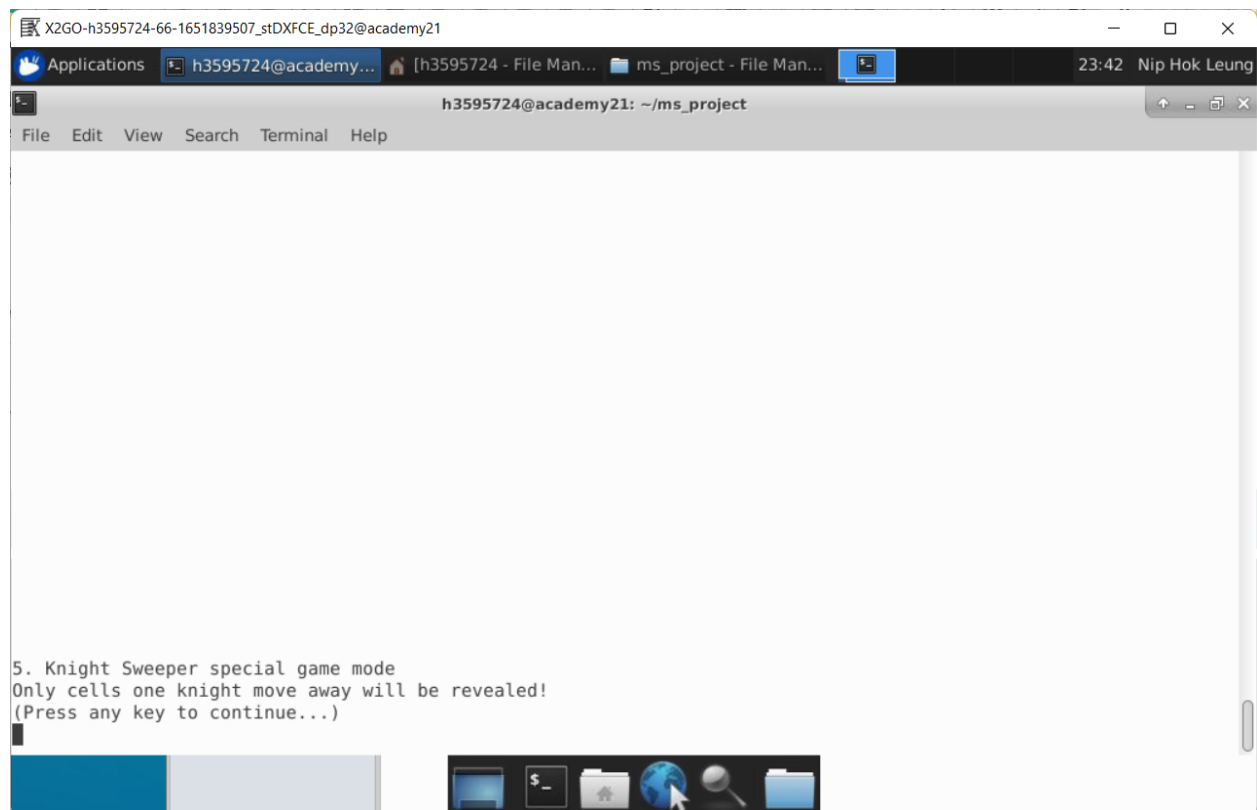 X2GO-h3595724-66-1651839507_stDXFCE_dp32@academy21
Applications h3595724@academy... [h3595724 - File Man... ms_project - File Man... 23:42 Nip Hok Leung
h3595724@academy21: ~/ms_project
File Edit View Search Terminal Help
5. Knight Sweeper special game mode
Only cells one knight move away will be revealed!
(Press any key to continue...)